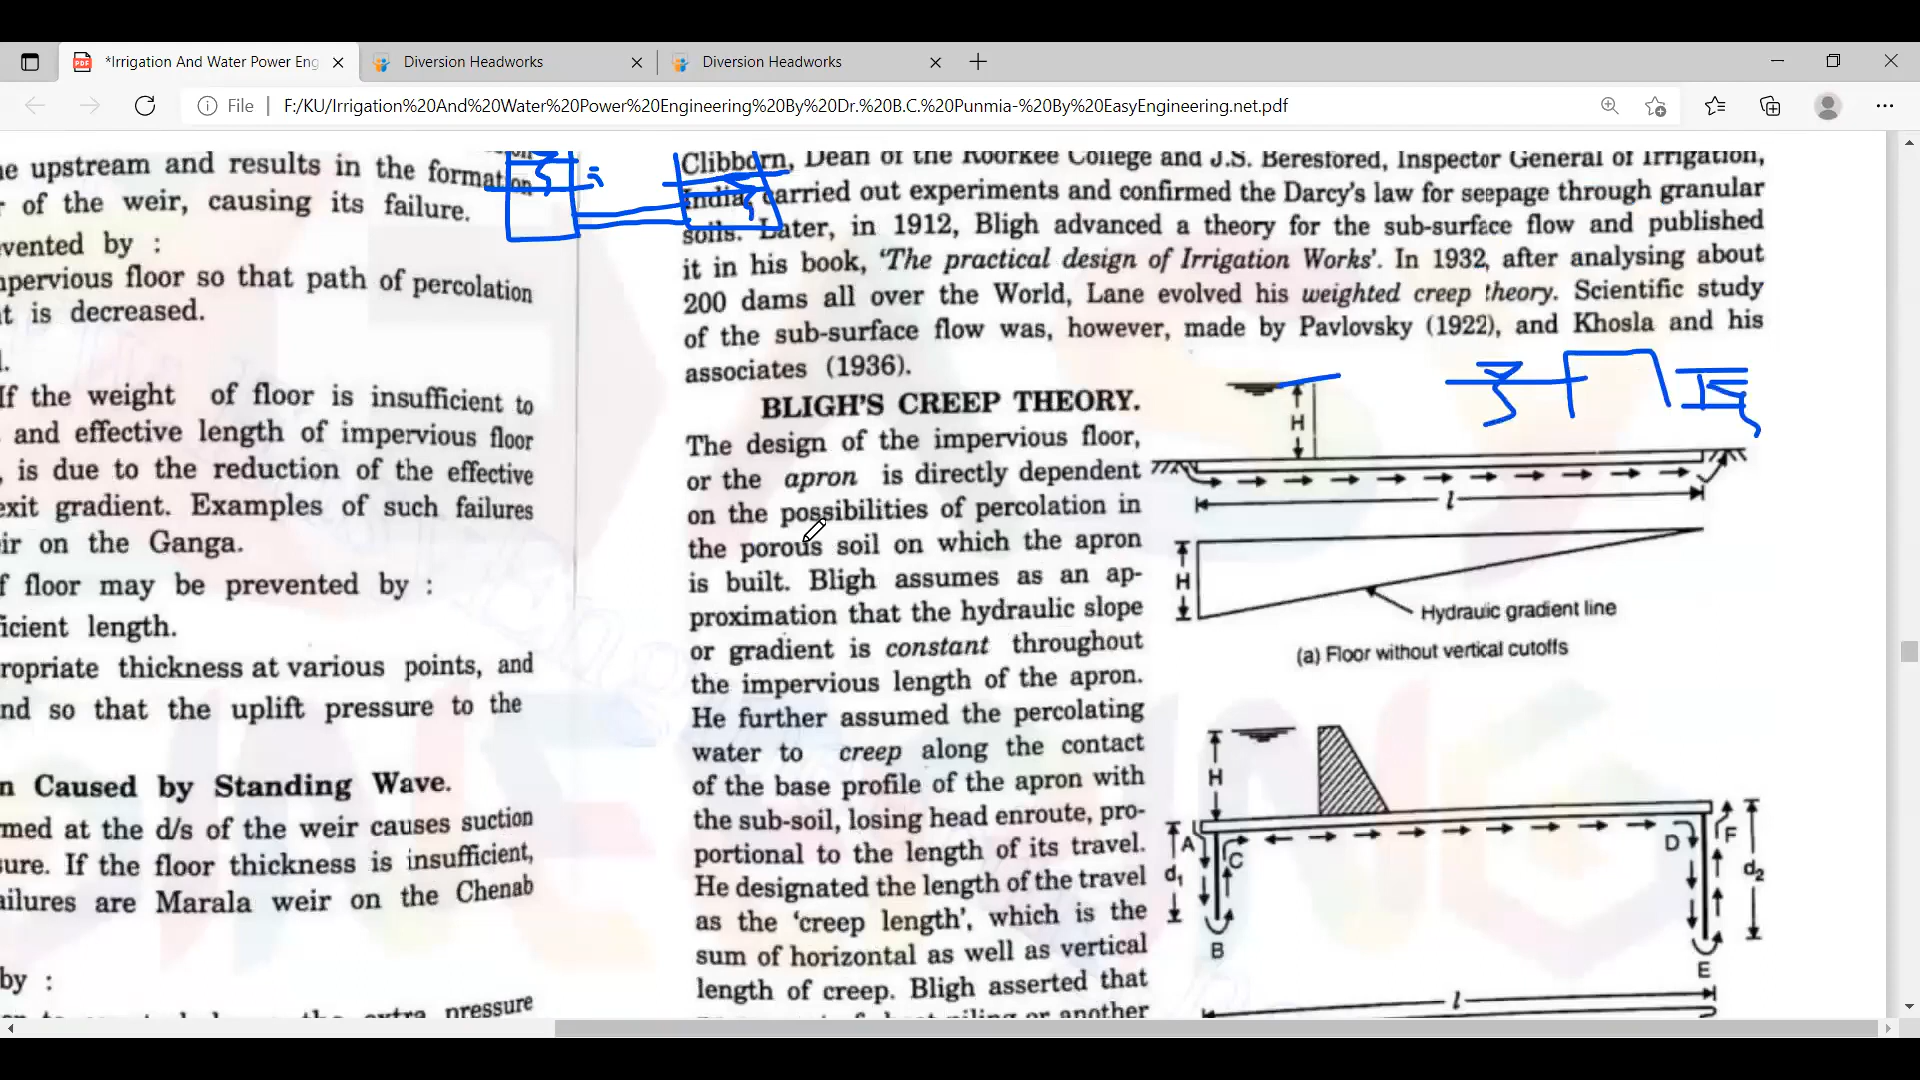 *Irrigation And Water Power Eng
Diversion Headworks
Diversion Headworks
File
F:/KU/Irrigation%20And%20Water%20Power%20Engineering%20By%20Dr.%20B.C.%20Punmia-%20By%20EasyEngineering.net.pdf
e upstream and results in the formation
of the weir, causing its failure.
vented by :
pervious floor so that path of percolation
t is decreased.
If the weight of floor is insufficient to
and effective length of impervious floor
is due to the reduction of the effective
exit gradient. Examples of such failures
ir on the Ganga.
f floor may be prevented by :
icient length.
ropriate thickness at various points, and
nd so that the uplift pressure to the
n Caused by Standing Wave.
med at the d/s of the weir causes suction
sure. If the floor thickness is insufficient,
ailures are Marala weir on the Chenab
by :
pressure
Clibborn, Dean of the Roorkee College and J.S. Beresford, Inspector General of Irrigation,
India, carried out experiments and confirmed the Darcy's law for seepage through granular
soils. Later, in 1912, Bligh advanced a theory for the sub-surface flow and published
it in his book, 'The practical design of Irrigation Works'. In 1932, after analysing about
200 dams all over the World, Lane evolved his weighted creep theory. Scientific study
of the sub-surface flow was, however, made by Pavlovsky (1922), and Khosla and his
associates (1936).
BLIGH'S CREEP THEORY.
The design of the impervious floor,
or the apron is directly dependent
on the possibilities of percolation in
the porous soil on which the apron
is built. Bligh assumes as an ap-
proximation that the hydraulic slope
or gradient is constant throughout
the impervious length of the apron.
He further assumed the percolating
water to creep along the contact
of the base profile of the apron with
the sub-soil, losing head enroute, pro-
portional to the length of its travel.
He designated the length of the travel
as the 'creep length', which is the
sum of horizontal as well as vertical
length of creep. Bligh asserted that
H
l
H
Hydrauic gradient line
(a) Floor without vertical cutoffs
H
A
C
D
F
d1
d2
B
E
l